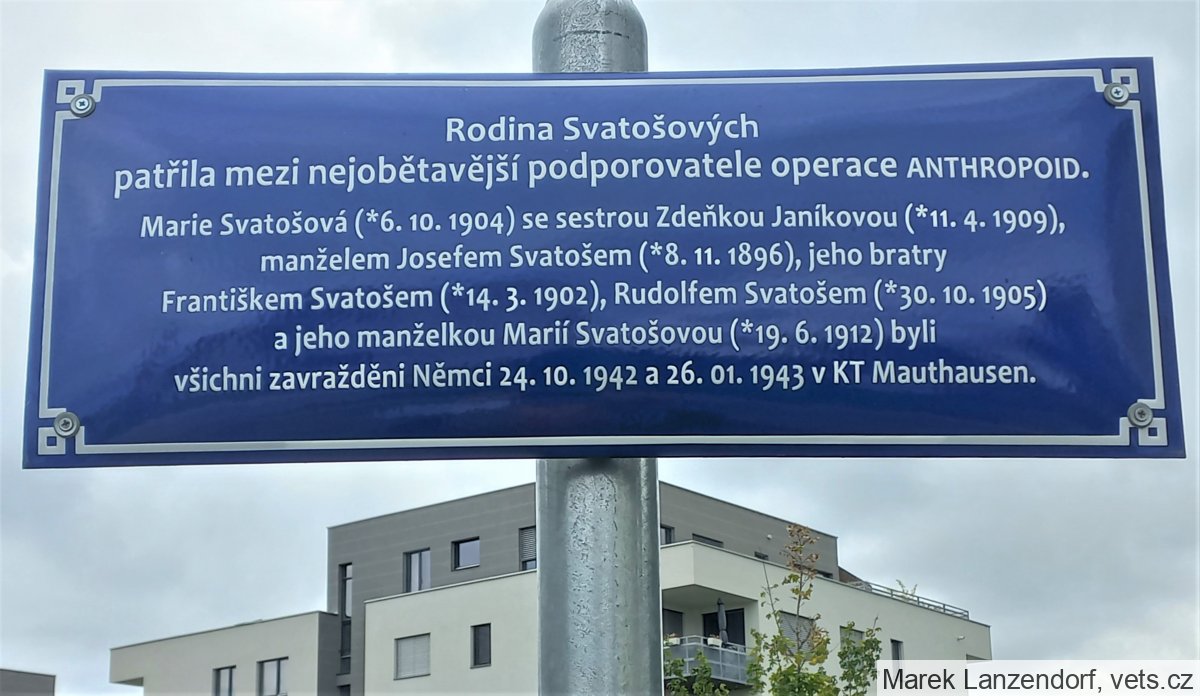 Rodina Svatošových
patřila mezi nejobětavější podporovatele operace ANTHROPOID.
Marie Svatošová (*6. 10. 1904) se sestrou Zdeňkou Janíkovou (*11. 4. 1909),
manželem Josefem Svatošem (*8. 11. 1896), jeho bratry
Františkem Svatošem (*14. 3. 1902), Rudolfem Svatošem (*30. 10. 1905)
a jeho manželkou Marií Svatošovou (*19. 6. 1912) byli
všichni zavražděni Němci 24. 10. 1942 a 26. 01. 1943 v KT Mauthausen.
Marek Lanzendorf, vets.cz